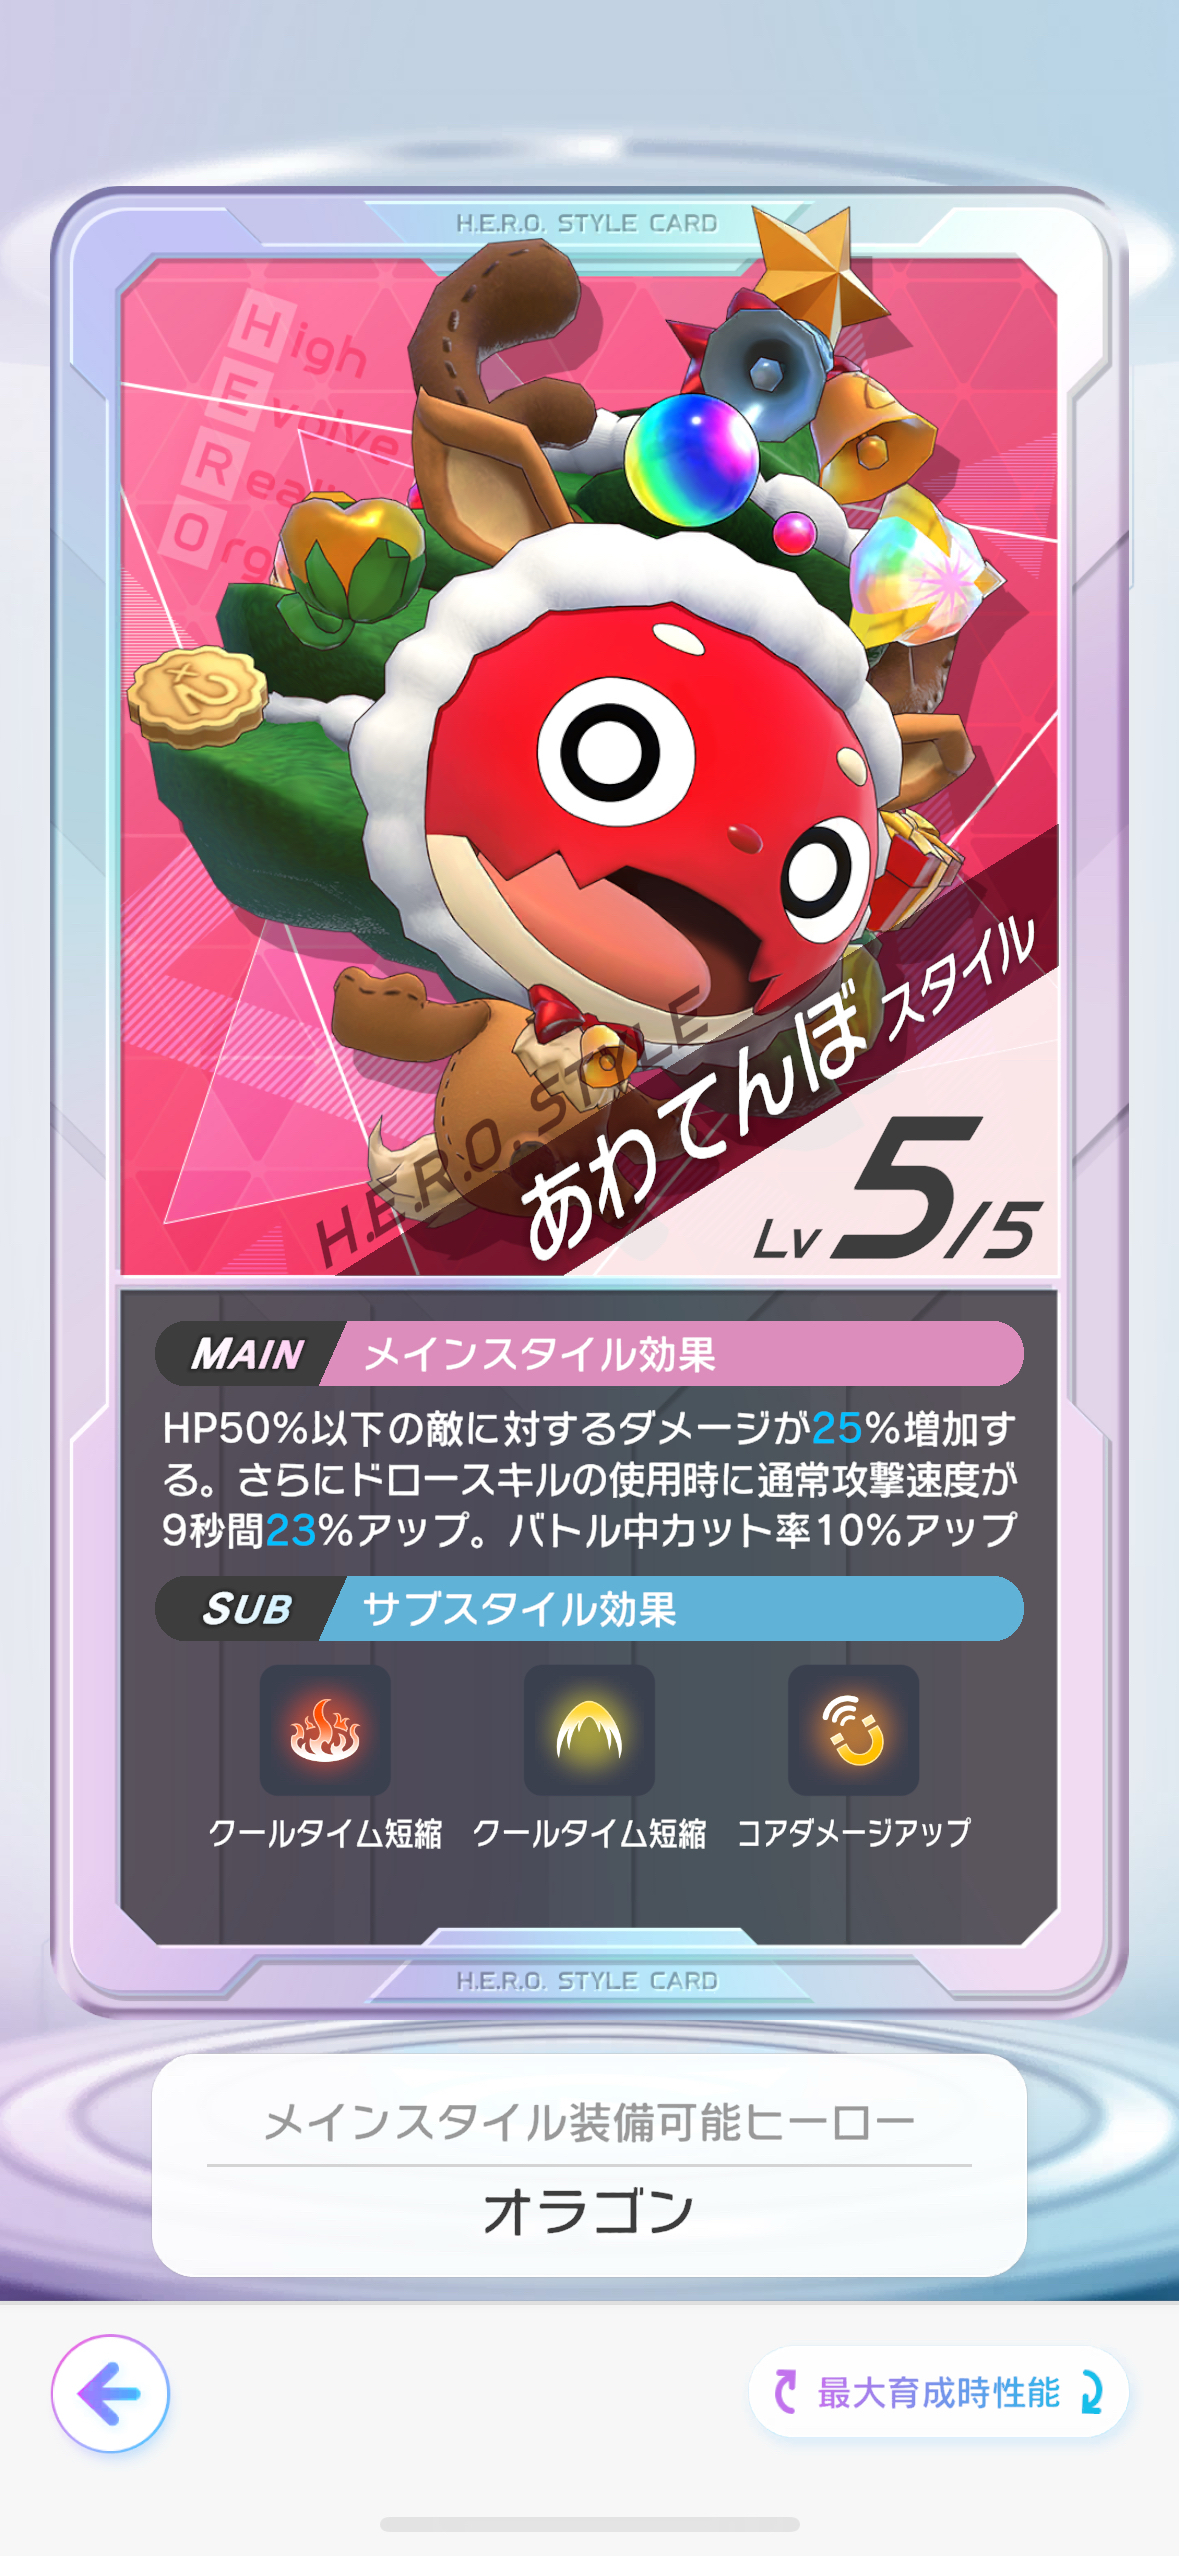 H.E.R.O. STYLE CARD
High
Evolve
Org
×2
H.E.R.O. STYLE
あわてんぼスタイル
Lv 5/5
MAIN メインスタイル効果
HP50%以下の敵に対するダメージが25%増加す
る。さらにドロースキルの使用時に通常攻撃速度が
9秒間23%アップ。バトル中カット率10%アップ
SUB サブスタイル効果
クールタイム短縮 クールタイム短縮 コアダメージアップ
H.E.R.O. STYLE CARD
メインスタイル装備可能ヒーロー
オラゴン
最大育成時性能